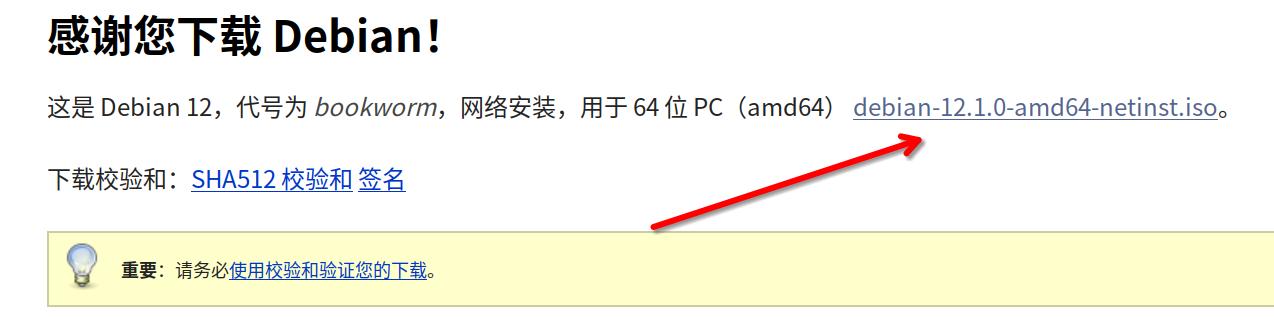 感谢您下载 Debian！
这是 Debian 12，代号为 bookworm，网络安装，用于 64 位 PC（amd64） debian-12.1.0-amd64-netinst.iso。
下载校验和：SHA512 校验和 签名
重要：请务必使用校验和验证您的下载。